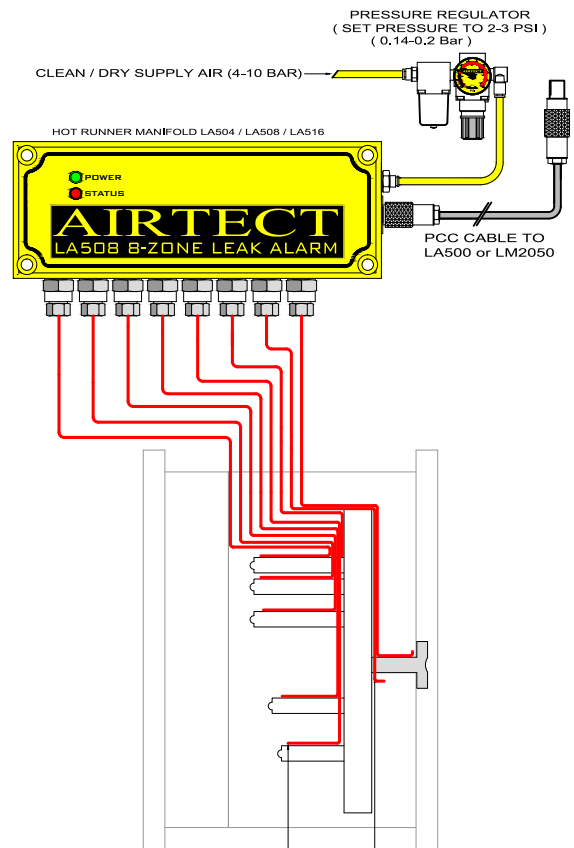 PRESSURE REGULATOR
( SET PRESSURE TO 2-3 PSI )
( 0.14-0.2 Bar )
CLEAN / DRY SUPPLY AIR (4-10 BAR)
HOT RUNNER MANIFOLD LA504 / LA508 / LA516
POWER
STATUS
AIRTECT
LA508 8-ZONE LEAK ALARM
PCC CABLE TO
LA500 or LM2050